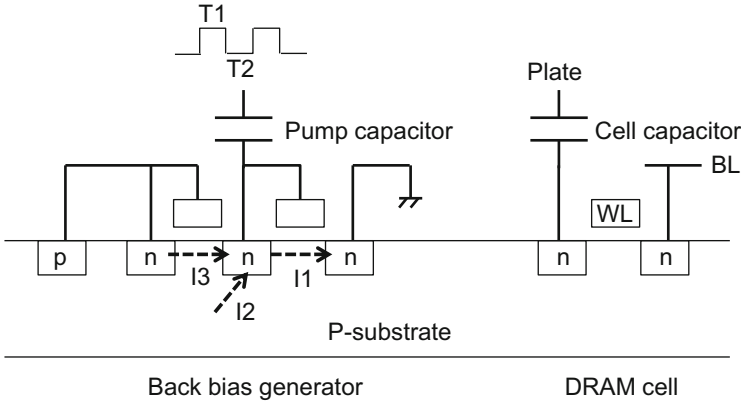 T1
T2
Plate
Pump capacitor
Cell capacitor
BL
WL
p
n
n
n
n
n
I3
I1
I2
P-substrate
Back bias generator
DRAM cell